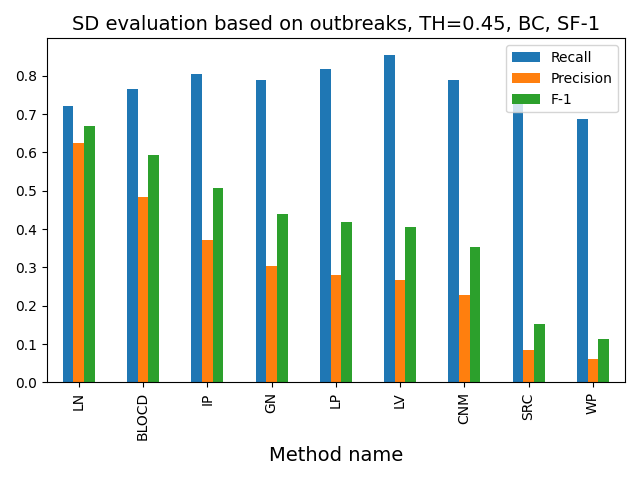 SD evaluation based on outbreaks, TH=0.45, BC, SF-1
Recall
Precision
F-1
0.8
0.7
0.6
0.5
0.4
0.3
0.2
0.1
0.0
LN
BLOCD
IP
GN
LP
LV
CNM
SRC
WP
Method name